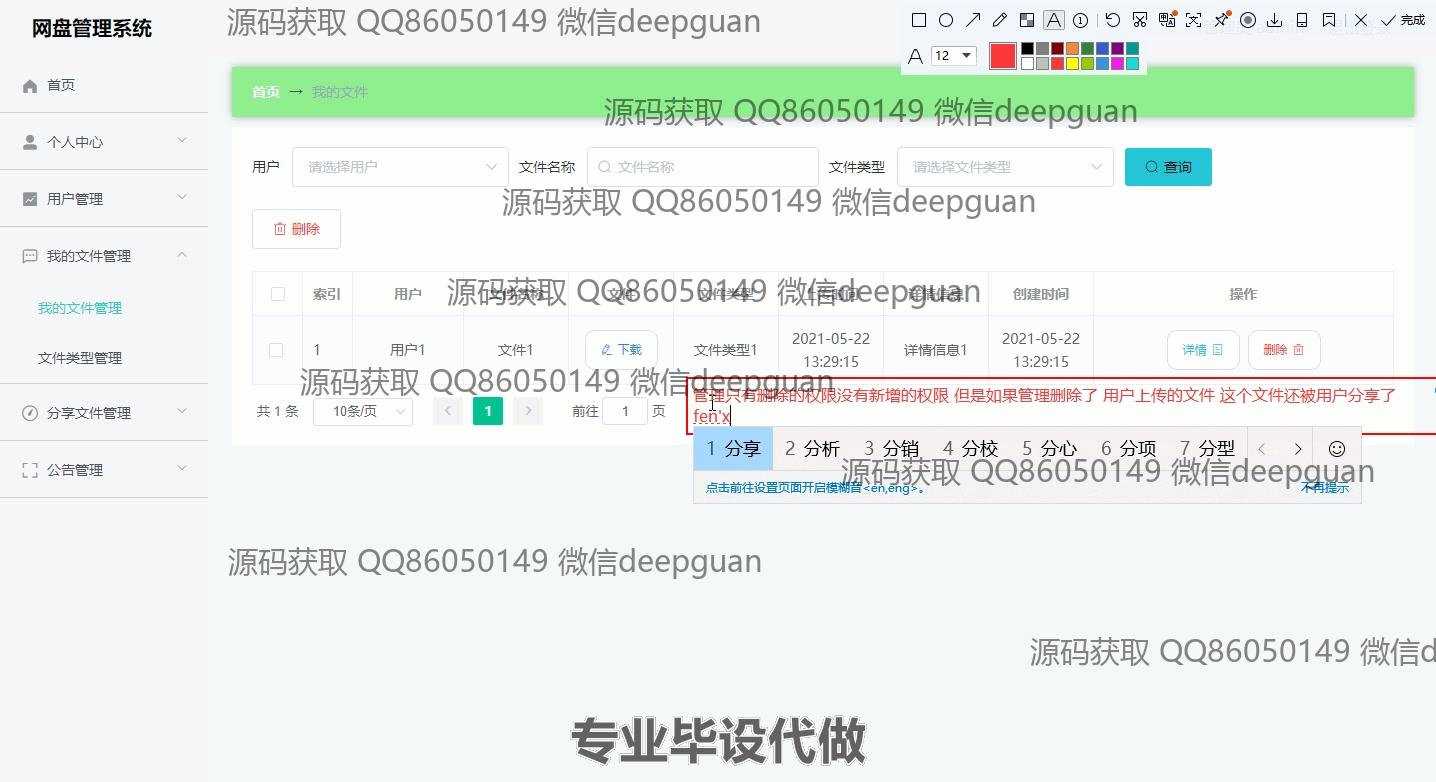 网盘管理系统
源码获取 QQ86050149 微信deepguan
完成
A 12
首页
首页 → 我的文件
源码获取 QQ86050149 微信deepguan
个人中心
用户 请选择用户 文件名称 文件名称 文件类型 请选择文件类型 查询
用户管理
源码获取 QQ86050149 微信deepguan
删除
我的文件管理
索引 用户 文件名称 文件 文件类型 上传时间 详情信息 创建时间 操作
源码获取 QQ86050149 微信deepguan
我的文件管理
1 用户1 文件1 下载 文件类型1 2021-05-22 13:29:15 详情信息1 2021-05-22 13:29:15 详情 删除
文件类型管理
源码获取 QQ86050149 微信deepguan
管理只有删除的权限没有新增的权限 但是如果管理删除了 用户上传的文件 这个文件还被用户分享了
fen'x
分享文件管理
共 1 条 10条/页 1 前往 1 页
1 分享 2 分析 3 分销 4 分校 5 分心 6 分项 7 分型
公告管理
源码获取 QQ86050149 微信deepguan
点击前往设置页面开启模糊音<en,eng>。 不再提示
源码获取 QQ86050149 微信deepguan
源码获取 QQ86050149 微信d
专业毕设代做